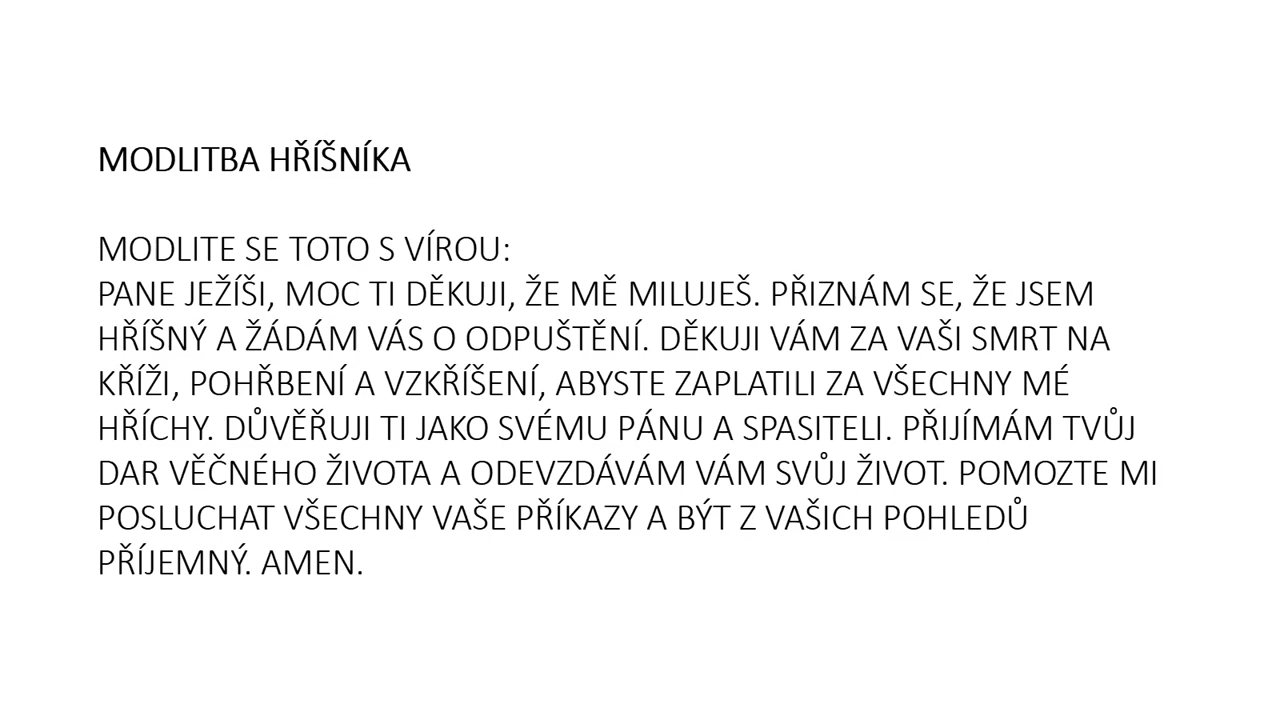 MODLITBA HŘÍŠNÍKA
MODLITE SE TOTO S VÍROU:
PANE JEŽÍŠI, MOC TI DĚKUJI, ŽE MĚ MILUJEŠ. PŘIZNÁM SE, ŽE JSEM
HŘÍŠNÝ A ŽÁDÁM VÁS O ODPUŠTĚNÍ. DĚKUJI VÁM ZA VAŠI SMRT NA
KŘÍŽI, POHŘBENÍ A VZKŘÍŠENÍ, ABYSTE ZAPLATILI ZA VŠECHNY MÉ
HŘÍCHY. DŮVĚŘUJI TI JAKO SVÉMU PÁNU A SPASITELI. PŘIJÍMÁM TVŮJ
DAR VĚČNÉHO ŽIVOTA A ODEVZDÁVÁM VÁM SVŮJ ŽIVOT. POMOZTE MI
POSLUCHAT VŠECHNY VAŠE PŘÍKAZY A BÝT Z VAŠICH POHLEDŮ
PŘÍJEMNÝ. AMEN.